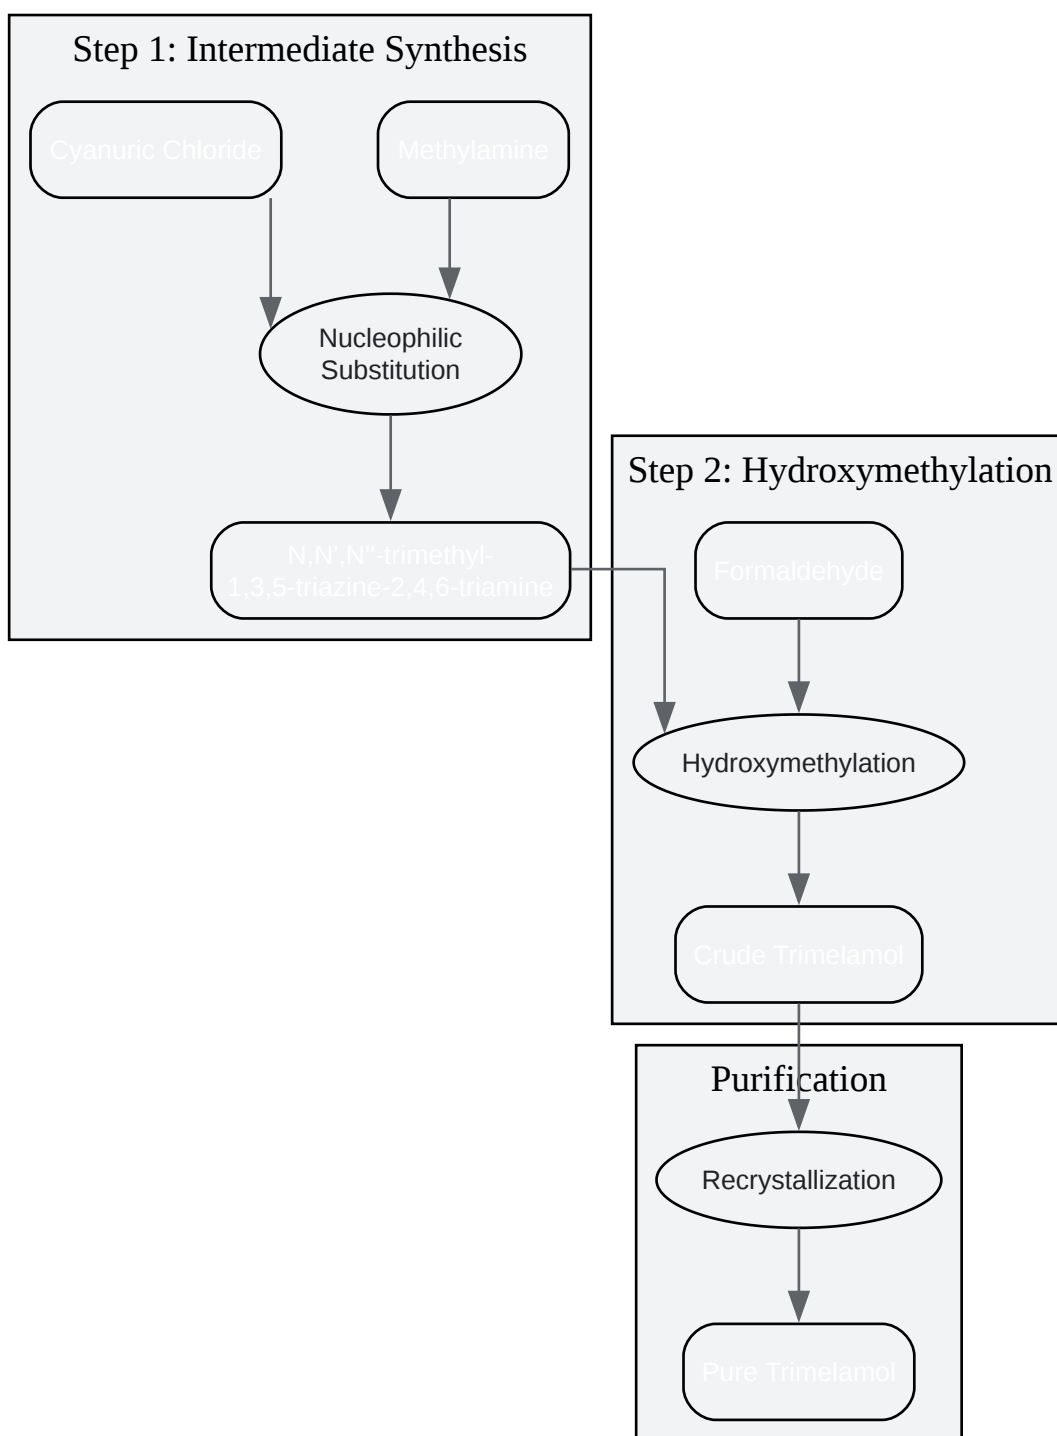 Step 1: Intermediate Synthesis
Cyanuric Chloride
Methylamine
Nucleophilic
Substitution
N,N',N''-trimethyl-
1,3,5-triazine-2,4,6-triamine
Step 2: Hydroxymethylation
Formaldehyde
Hydroxymethylation
Crude Trimelamol
Purification
Recrystallization
Pure Trimelamol